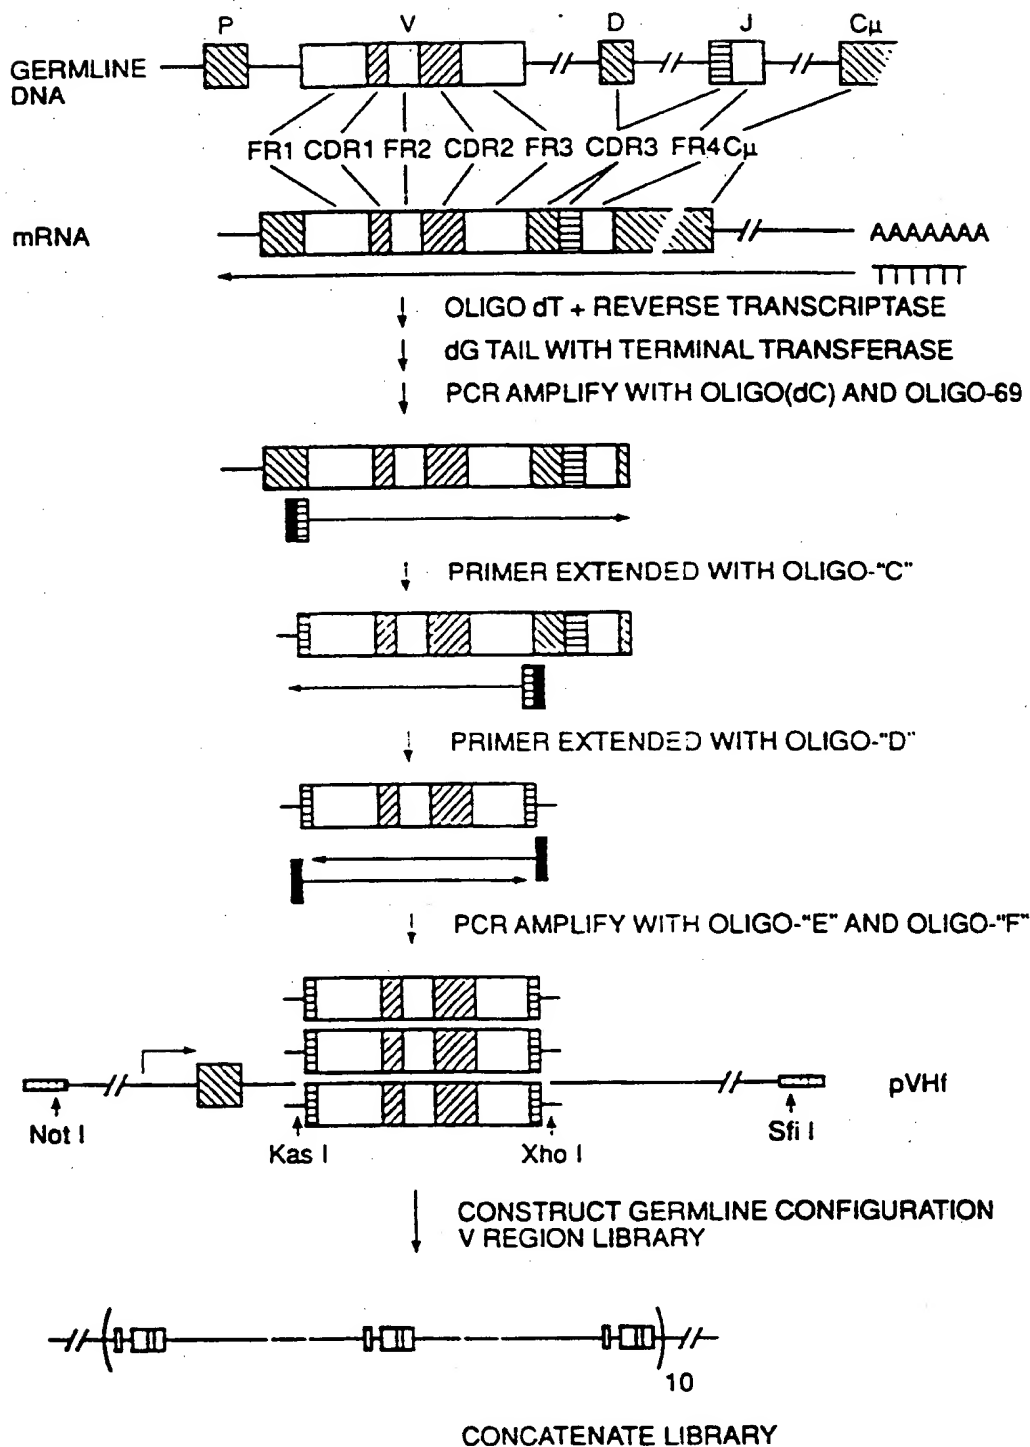 P V D J Cμ
GERMLINE
DNA
FR1 CDR1 FR2 CDR2 FR3 CDR3 FR4 Cμ
mRNA
AAAAAAA
TTTTTT
OLIGO dT + REVERSE TRANSCRIPTASE
dG TAIL WITH TERMINAL TRANSFERASE
PCR AMPLIFY WITH OLIGO(dC) AND OLIGO-69
PRIMER EXTENDED WITH OLIGO-"C"
PRIMER EXTENDED WITH OLIGO-"D"
PCR AMPLIFY WITH OLIGO-"E" AND OLIGO-"F"
pVHf
Not I
Kas I
Xho I
Sfi I
CONSTRUCT GERMLINE CONFIGURATION
V REGION LIBRARY
10
CONCATENATE LIBRARY